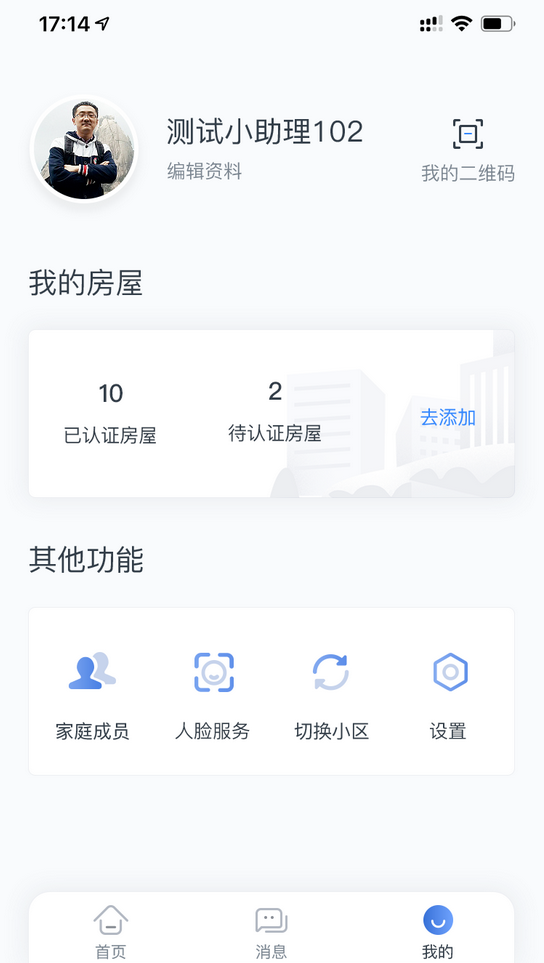 17:14
测试小助理102
编辑资料
我的二维码
我的房屋
10
已认证房屋
2
待认证房屋
去添加
其他功能
家庭成员
人脸服务
切换小区
设置
首页
消息
我的